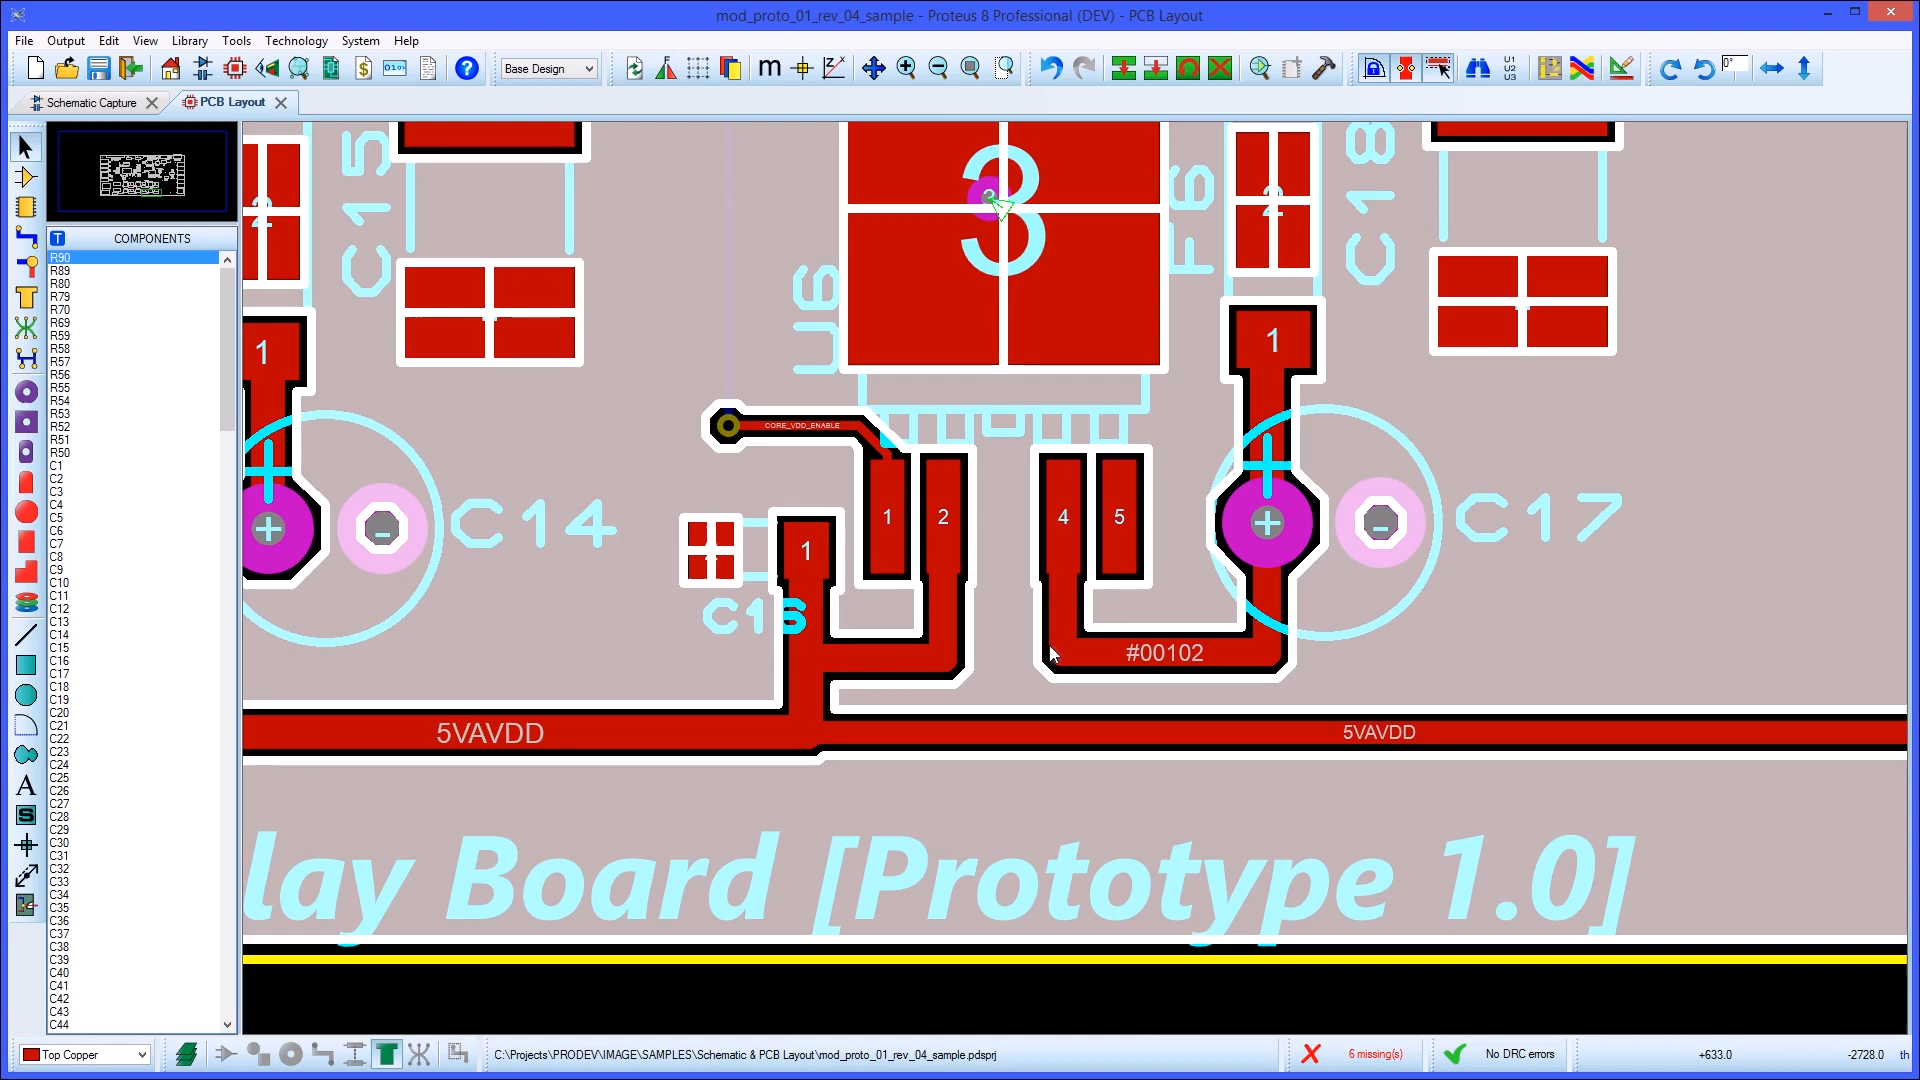 mod_proto_01_rev_04_sample - Proteus 8 Professional (DEV) - PCB Layout
File Output Edit View Library Tools Technology System Help
Base Design
0°
Schematic Capture
PCB Layout
COMPONENTS
R90
R89
R80
R79
R70
R69
R59
R58
R57
R56
R55
R54
R53
R52
R51
R50
C1
C2
C3
C4
C5
C6
C7
C8
C9
C10
C11
C12
C13
C14
C15
C16
C17
C18
C19
C20
C21
C22
C23
C24
C25
C26
C27
C28
C29
C30
C31
C32
C33
C34
C35
C36
C37
C38
C39
C40
C41
C42
C43
C44
C15
3
F6
2
C18
2
U6
1
1
CORE_VDD_ENABLE
1 2 4 5
C14
C17
1
C16
#00102
5VAVDD
5VAVDD
lay Board [Prototype 1.0]
Top Copper
C:\Projects\PRODEV\IMAGE\SAMPLES\Schematic & PCB Layout\mod_proto_01_rev_04_sample.pdsprj
6 missing(s)
No DRC errors
+633.0
-2728.0
th